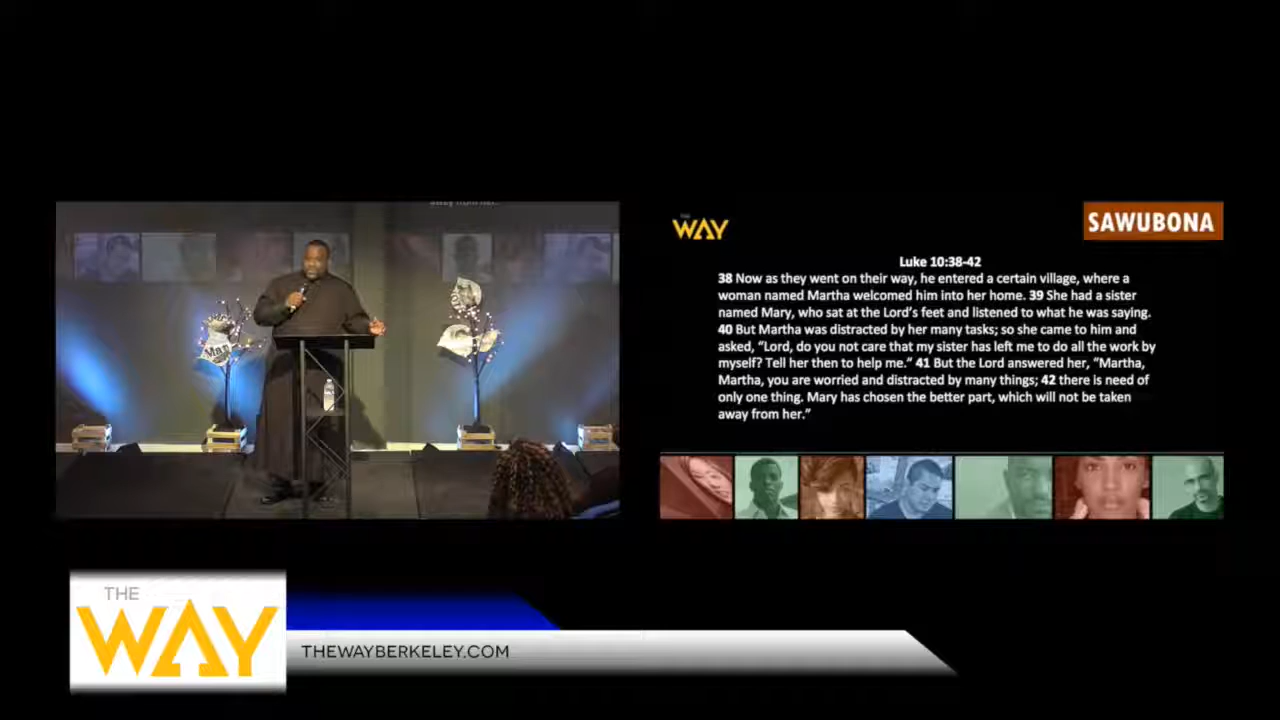 away from her."
Man
THE
WAY
SAWUBONA
Luke 10:38-42
38 Now as they went on their way, he entered a certain village, where a
woman named Martha welcomed him into her home. 39 She had a sister
named Mary, who sat at the Lord's feet and listened to what he was saying.
40 But Martha was distracted by her many tasks; so she came to him and
asked, “Lord, do you not care that my sister has left me to do all the work by
myself? Tell her then to help me.” 41 But the Lord answered her, “Martha,
Martha, you are worried and distracted by many things; 42 there is need of
only one thing. Mary has chosen the better part, which will not be taken
away from her.”
THE
WAY
THEWAYBERKELEY.COM